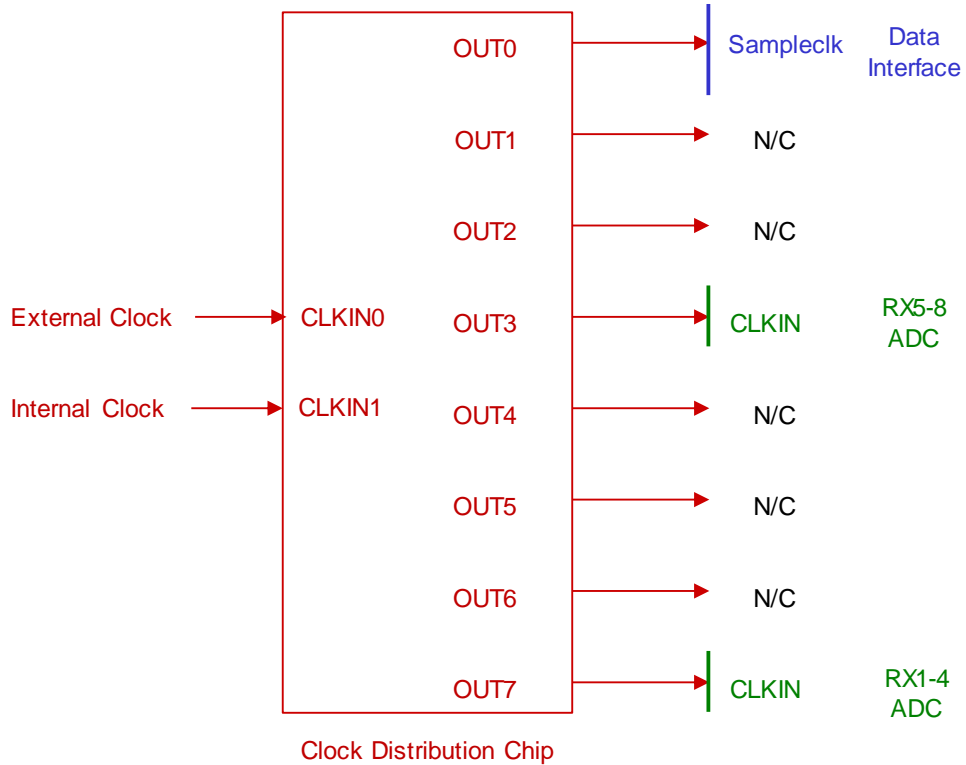 OUT0
Sampleclk
Data
Interface
OUT1
N/C
OUT2
N/C
External Clock
CLKIN0
OUT3
CLKIN
RX5-8
ADC
Internal Clock
CLKIN1
OUT4
N/C
OUT5
N/C
OUT6
N/C
OUT7
CLKIN
RX1-4
ADC
Clock Distribution Chip